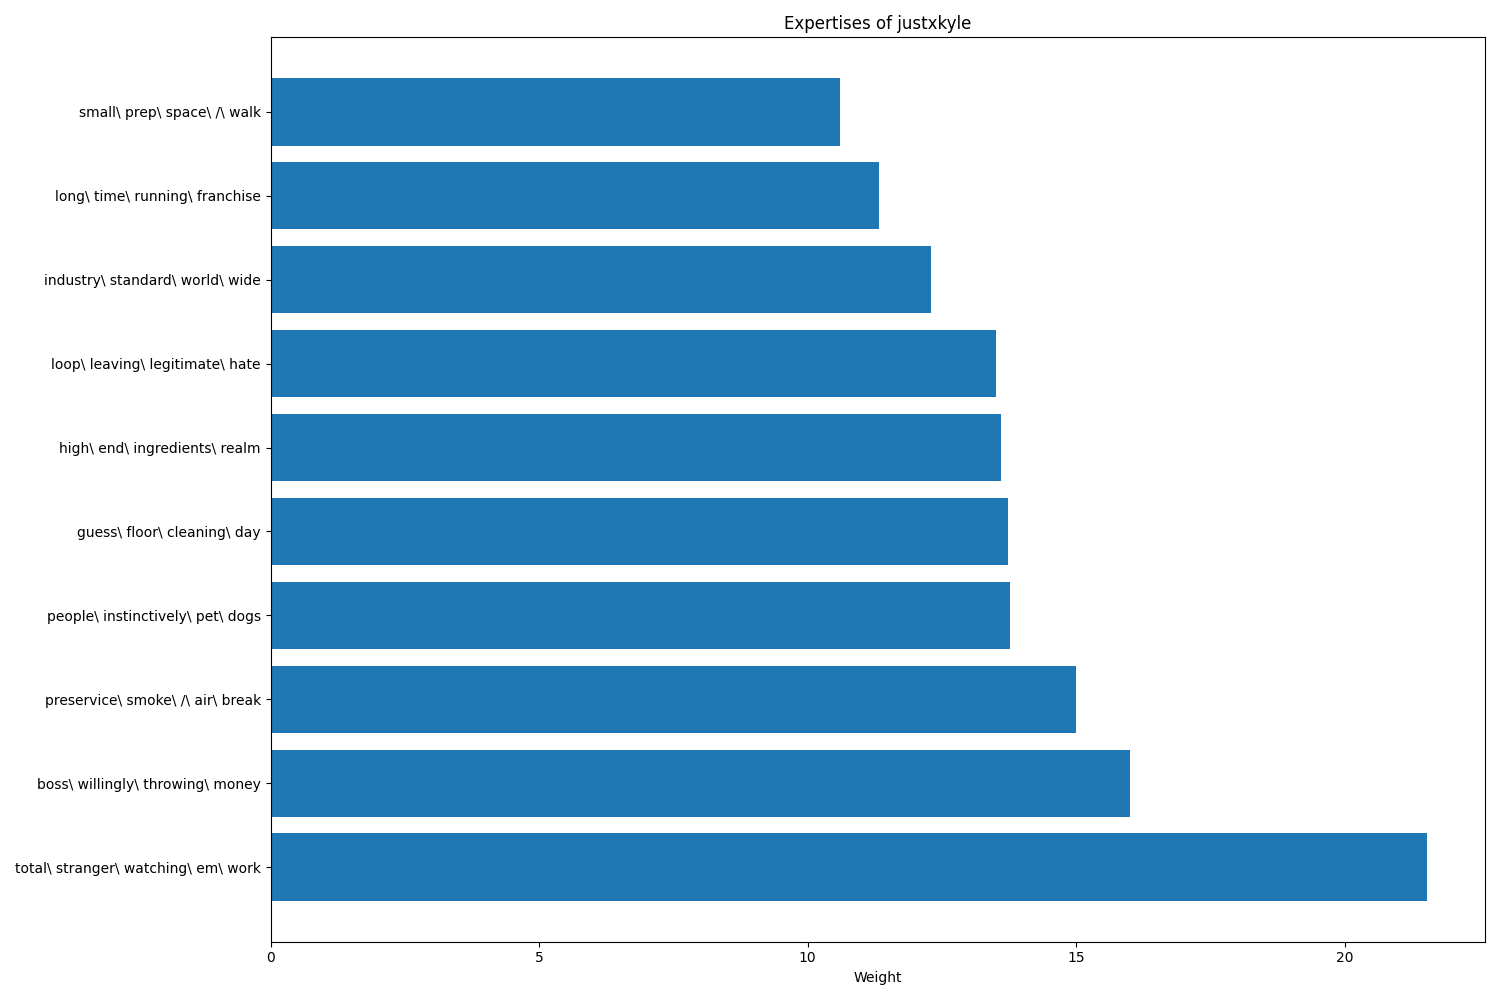 Expertises of justxkyle
small\ prep\ space\ /\ walk
long\ time\ running\ franchise
industry\ standard\ world\ wide
loop\ leaving\ legitimate\ hate
high\ end\ ingredients\ realm
guess\ floor\ cleaning\ day
people\ instinctively\ pet\ dogs
preservice\ smoke\ /\ air\ break
boss\ willingly\ throwing\ money
total\ stranger\ watching\ em\ work
0 5 10 15 20
Weight